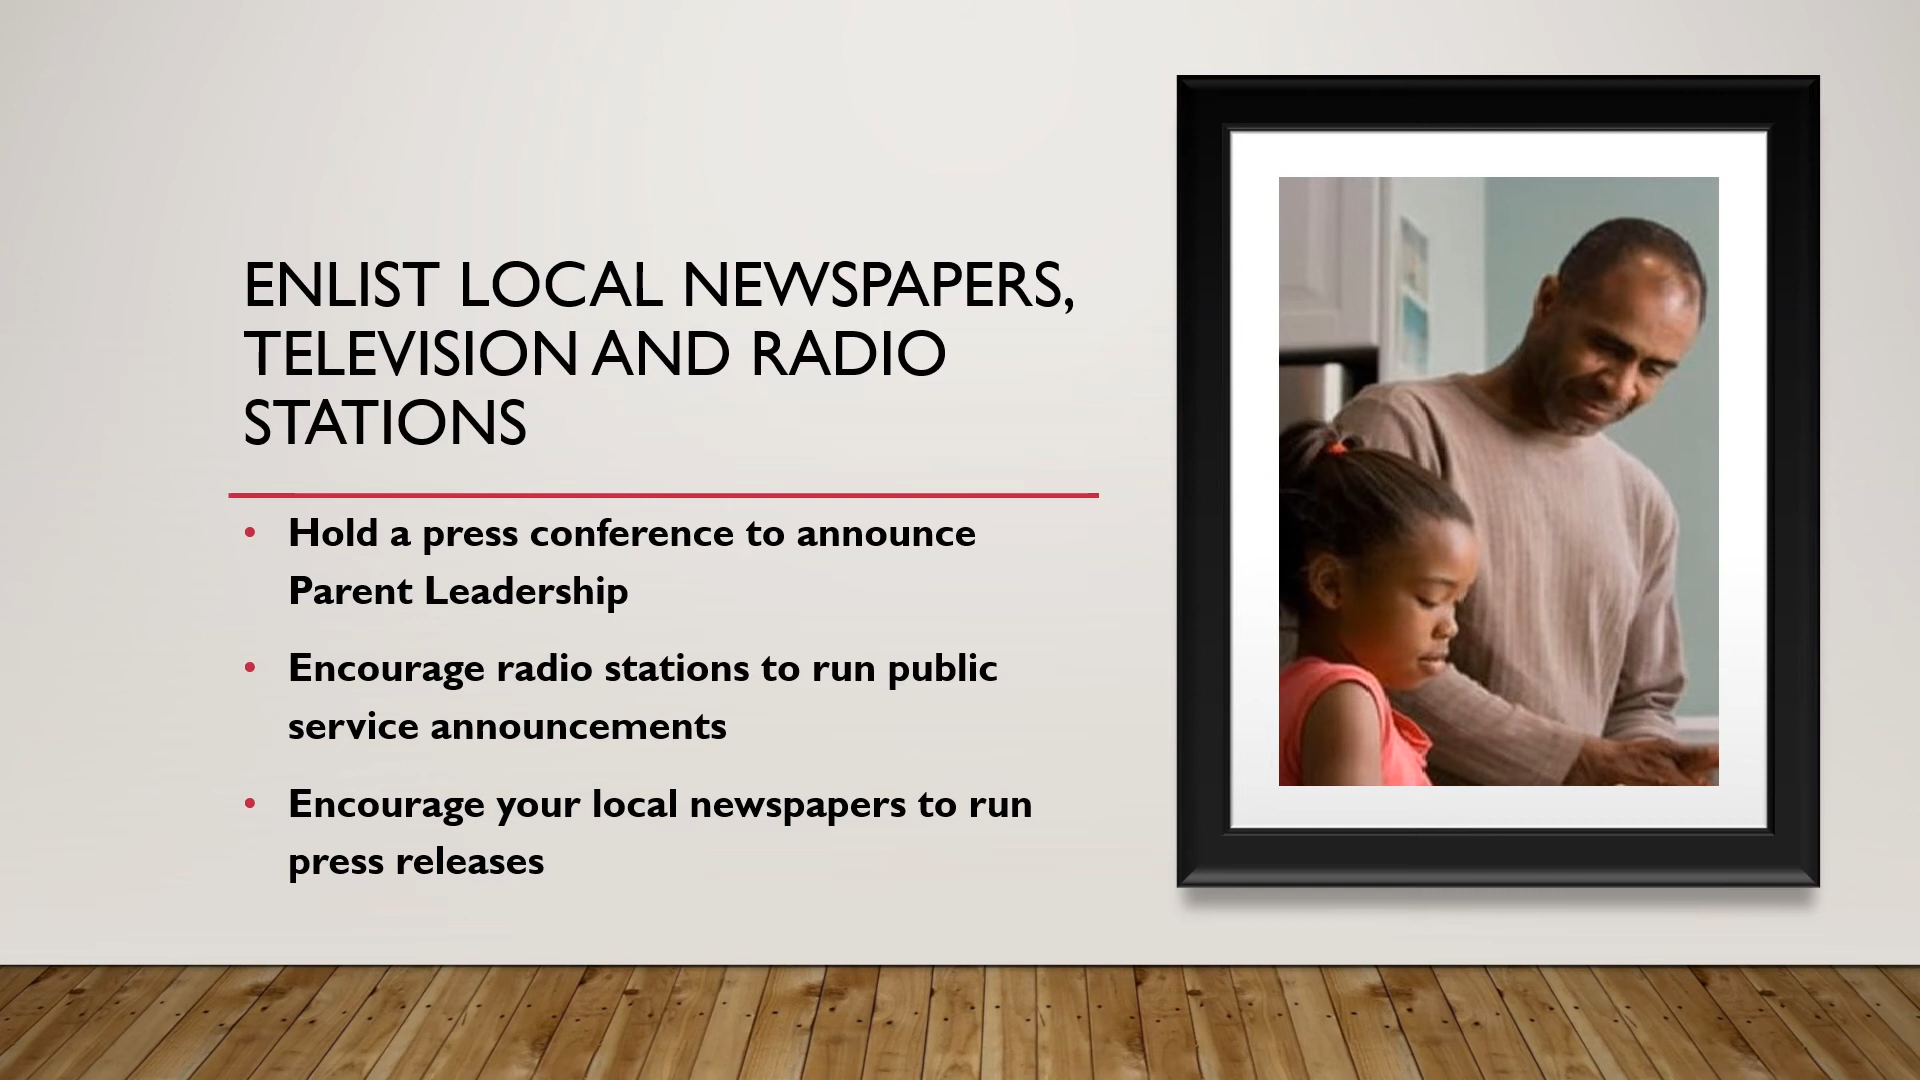 ENLIST LOCAL NEWSPAPERS,
TELEVISION AND RADIO
STATIONS
• Hold a press conference to announce
Parent Leadership
• Encourage radio stations to run public
service announcements
• Encourage your local newspapers to run
press releases